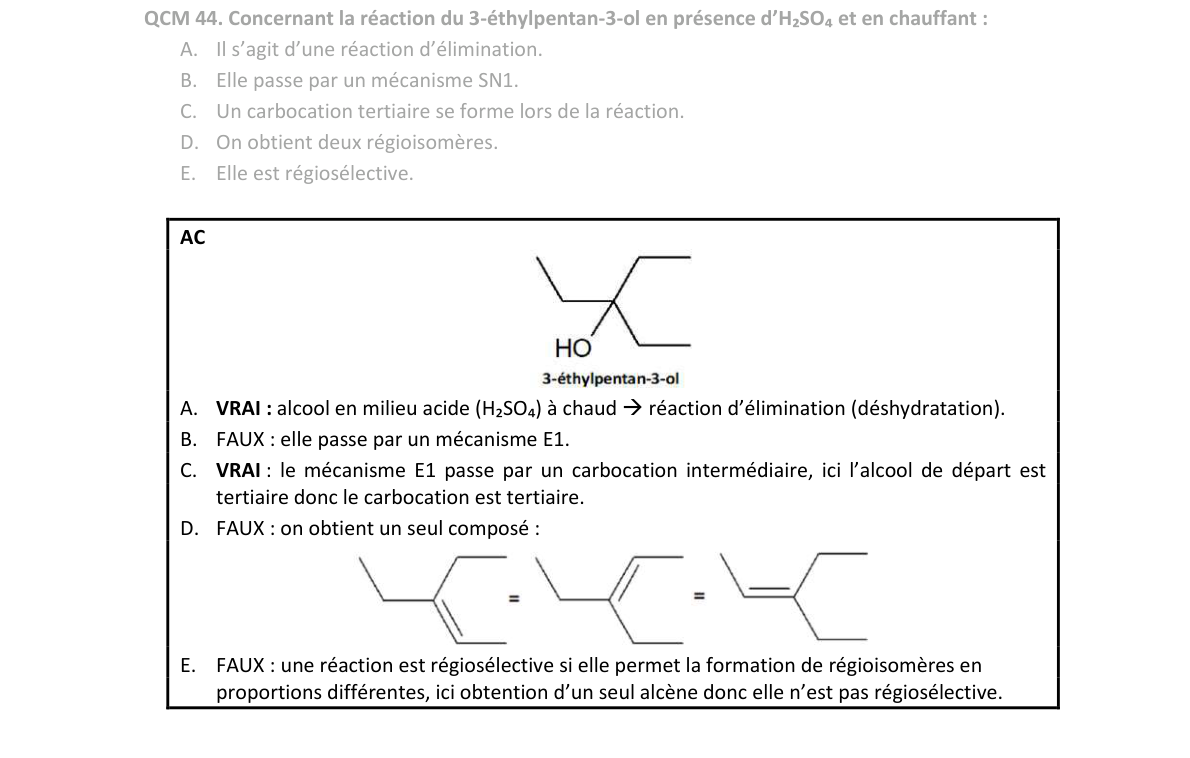 QCM 44. Concernant la réaction du 3-éthylpentan-3-ol en présence d’H₂SO₄ et en chauffant :
A. Il s’agit d’une réaction d’élimination.
B. Elle passe par un mécanisme SN1.
C. Un carbocation tertiaire se forme lors de la réaction.
D. On obtient deux régioisomères.
E. Elle est régiosélective.
AC
HO
3-éthylpentan-3-ol
A. VRAI : alcool en milieu acide (H₂SO₄) à chaud → réaction d’élimination (déshydratation).
B. FAUX : elle passe par un mécanisme E1.
C. VRAI : le mécanisme E1 passe par un carbocation intermédiaire, ici l’alcool de départ est
tertiaire donc le carbocation est tertiaire.
D. FAUX : on obtient un seul composé :
= =
E. FAUX : une réaction est régiosélective si elle permet la formation de régioisomères en
proportions différentes, ici obtention d’un seul alcène donc elle n’est pas régiosélective.